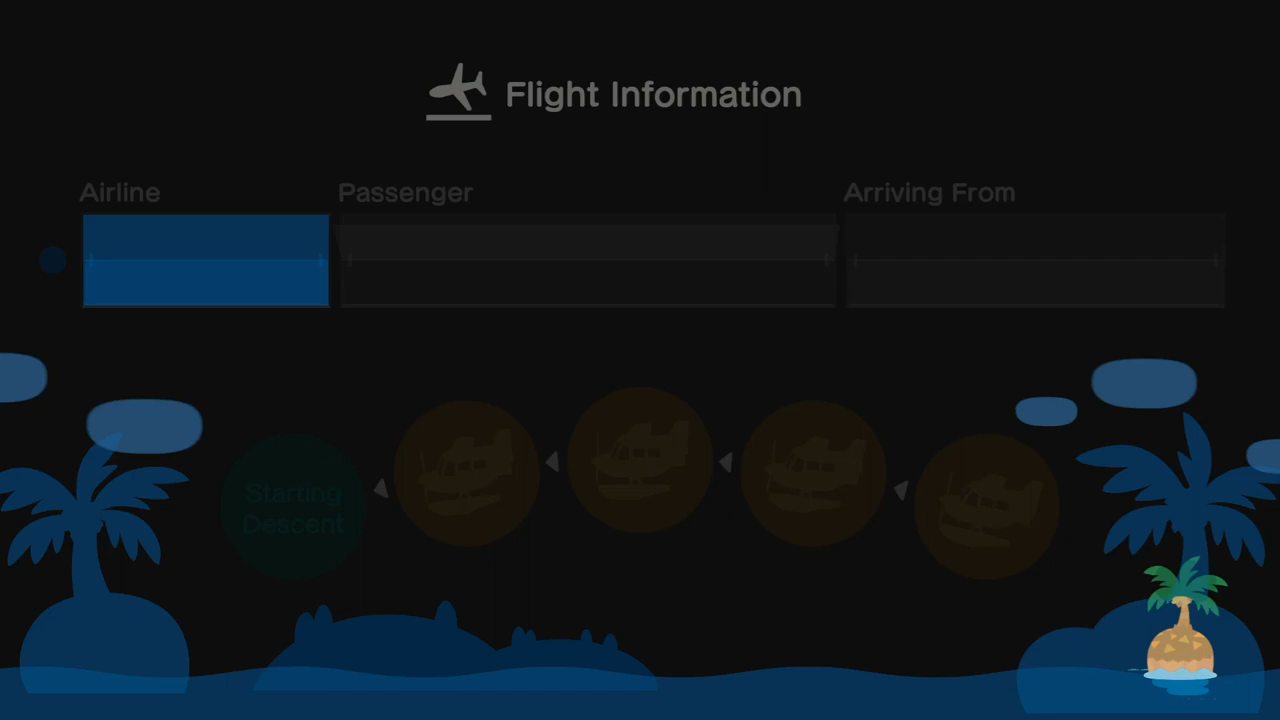 Flight Information
Airline
Passenger
Arriving From
Starting
Descent